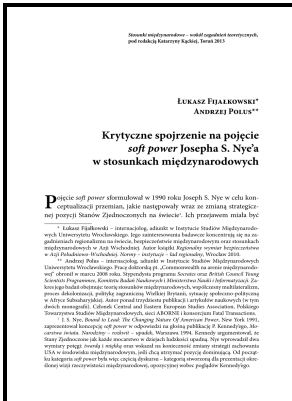 Stosunki międzynarodowe – wokół zagadnień teoretycznych,
pod redakcją Katarzyny Kąckiej, Toruń 2013
Łukasz Fijałkowski*
Andrzej Polus**
Krytyczne spojrzenie na pojęcie
soft power Josepha S. Nye'a
w stosunkach międzynarodowych
Pojęcie soft power sformułował w 1990 roku Joseph S. Nye w celu kon-
ceptualizacji przemian, jakie następowały wraz ze zmianą strategicz-
nej pozycji Stanów Zjednoczonych na świecie¹. Ich przejawem miała być
* Łukasz Fijałkowski – internacjolog, adiunkt w Instytucie Studiów Międzynarodo-
wych Uniwersytetu Wrocławskiego. Jego zainteresowania badawcze koncentrują się na za-
gadnieniach regionalizmu na świecie, bezpieczeństwie międzynarodowym oraz stosunkach
międzynarodowych w Azji Wschodniej. Autor książki Regionalny wymiar bezpieczeństwa
w Azji Południowo-Wschodniej. Normy – instytucje – ład regionalny, Wrocław 2010.
** Andrzej Polus – internacjolog, adiunkt w Instytucie Studiów Międzynarodowych
Uniwersytetu Wrocławskiego. Pracę doktorską pt. „Commonwealth na arenie międzynarodo-
wej" obronił w marcu 2008 roku. Stypendysta programu Socrates oraz British Council Young
Scientists Programmes, Komitetu Badań Naukowych i Ministerstwa Nauki i Informatyzacji. Za-
kres jego badań obejmuje: teorię stosunków międzynarodowych, współczesny multilateralizm,
proces dekolonizacji, politykę zagraniczną Wielkiej Brytanii, sytuację społeczno-polityczną
w Afryce Subsaharyjskiej. Autor ponad trzydziestu publikacji i artykułów naukowych (w tym
dwóch monografii). Członek Central and Eastern European Studies Association, Polskiego
Towarzystwa Studiów Międzynarodowych, sieci ABORNE i konsorcjum Fatal Transactions.
¹ J. S. Nye, Bound to Lead: The Changing Nature Of American Power, New York 1991,
zaprezentował koncepcję soft power w odpowiedzi na głośną publikację P. Kennedy'ego, Mo-
carstwa świata. Narodziny – rozkwit – upadek, Warszawa 1994. Kennedy argumentował, że
Stany Zjednoczone jak każde mocarstwo w dziejach ludzkości upadną. Nye wprowadził dwa
wymiary potęgi: twardą i miękką oraz wskazał na konieczność zmiany strategii zachowania
USA w środowisku międzynarodowym, jeśli chcą utrzymać pozycję dominującą. Od począt-
ku kategoria soft power była więc częścią dyskursu – kategorią stworzoną dla prezentacji okre-
ślonej wizji rzeczywistości międzynarodowej, opozycyjnej wobec poglądów Kennedy'ego.